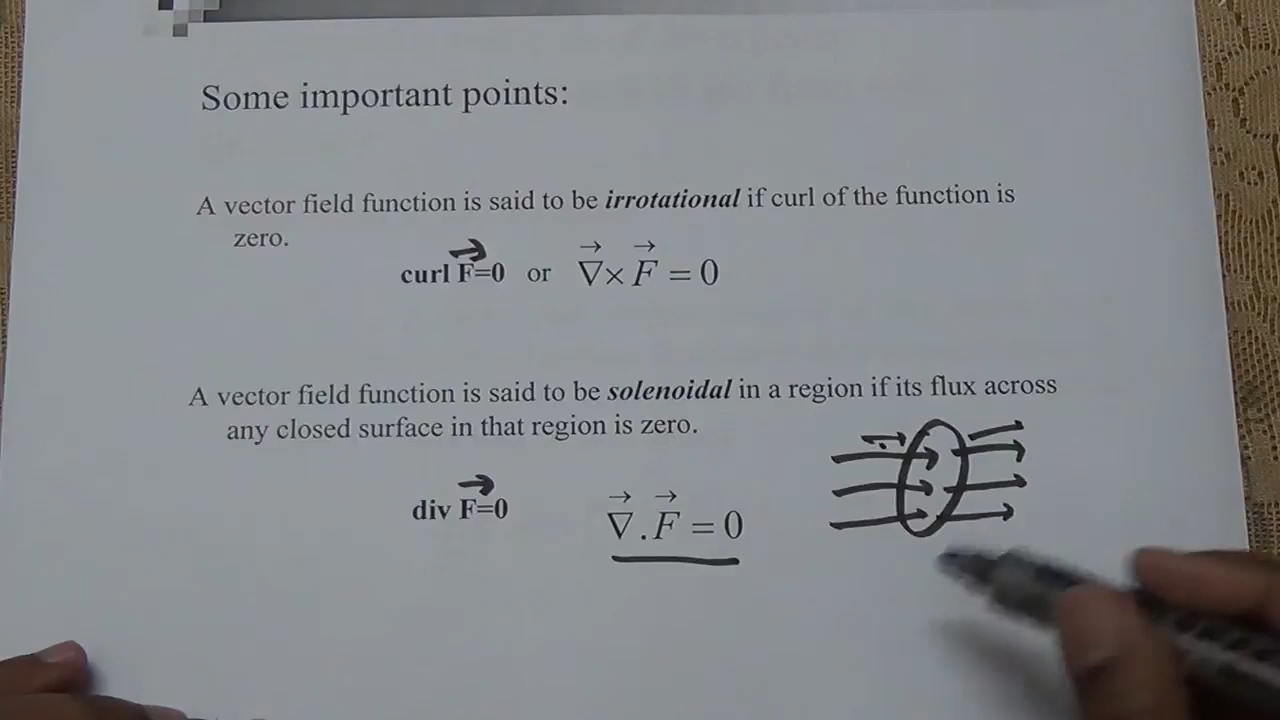 Some important points:
A vector field function is said to be irrotational if curl of the function is
zero.
curl F=0 or ∇⃗× F⃗ = 0
A vector field function is said to be solenoidal in a region if its flux across
any closed surface in that region is zero.
div F=0 ∇⃗ . F⃗ = 0